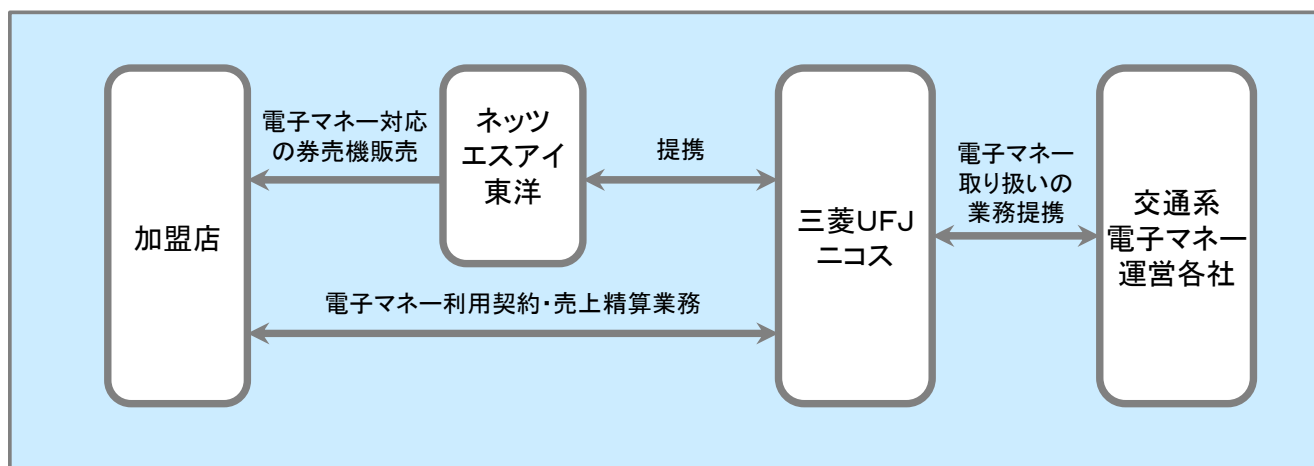 加盟店
電子マネー対応
の券売機販売
ネッツ
エスアイ
東洋
提携
三菱UFJ
ニコス
電子マネー
取り扱いの
業務提携
交通系
電子マネー
運営各社
電子マネー利用契約・売上精算業務